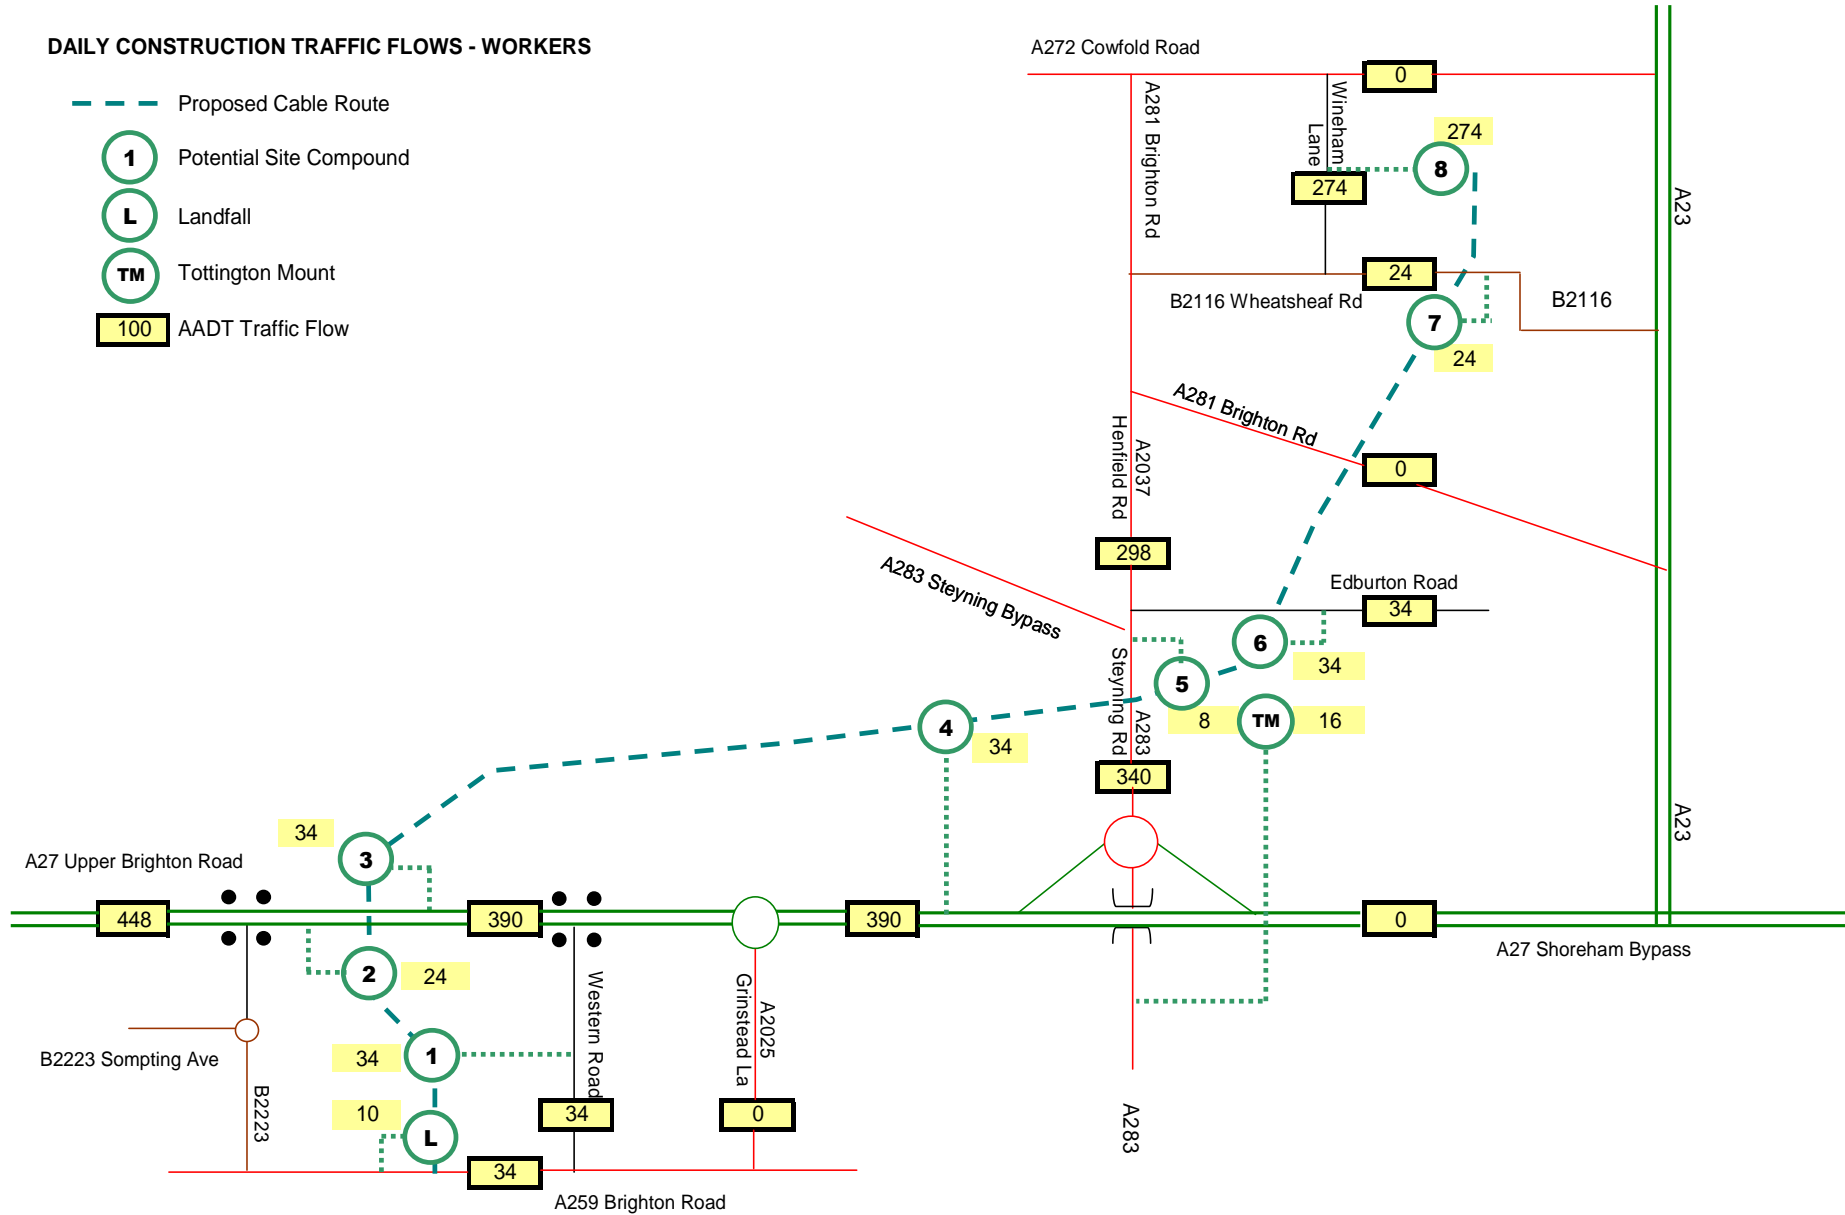 DAILY CONSTRUCTION TRAFFIC FLOWS - WORKERS
Proposed Cable Route
1 Potential Site Compound
L Landfall
TM Tottington Mount
100 AADT Traffic Flow
A272 Cowfold Road
0
A281 Brighton Rd
Wineham
Lane
274
8
274
A23
24
B2116 Wheatsheaf Rd
B2116
7
24
A281 Brighton Rd
0
A2037
Henfield Rd
298
A283 Steyning Bypass
Edburton Road
34
6
34
5
8
TM
16
Steyning Rd
A283
340
4
34
A23
34
3
A27 Upper Brighton Road
448
390
390
0
A27 Shoreham Bypass
2
24
Western Road
A2025
Grinstead La
B2223 Sompting Ave
34
1
B2223
10
L
34
0
A283
34
A259 Brighton Road